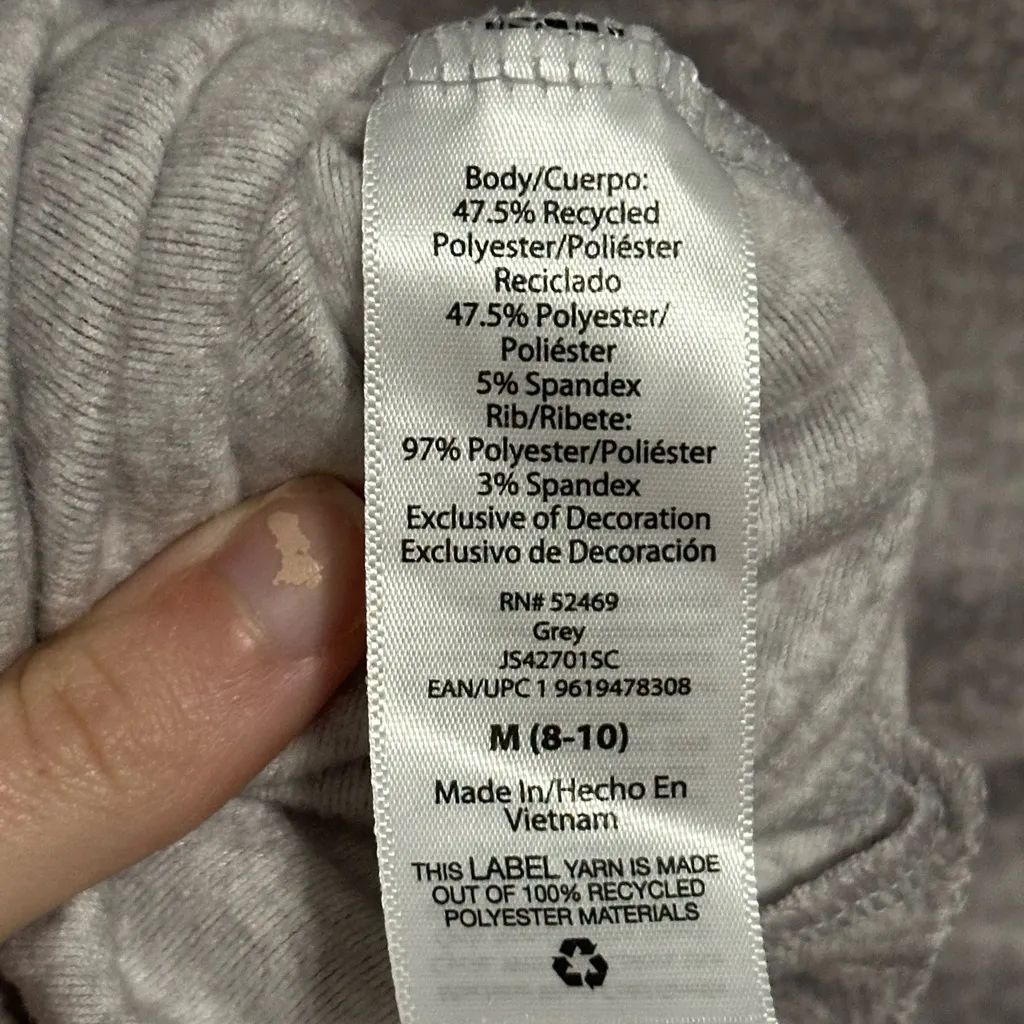 Body/Cuerpo:
47.5% Recycled
Polyester/Poliéster
Reciclado
47.5% Polyester/
Poliéster
5% Spandex
Rib/Ribete:
97% Polyester/Poliéster
3% Spandex
Exclusive of Decoration
Exclusivo de Decoración
RN# 52469
Grey
JS42701SC
EAN/UPC 1 9619478308
M (8-10)
Made In/Hecho En
Vietnam
THIS LABEL YARN IS MADE
OUT OF 100% RECYCLED
POLYESTER MATERIALS